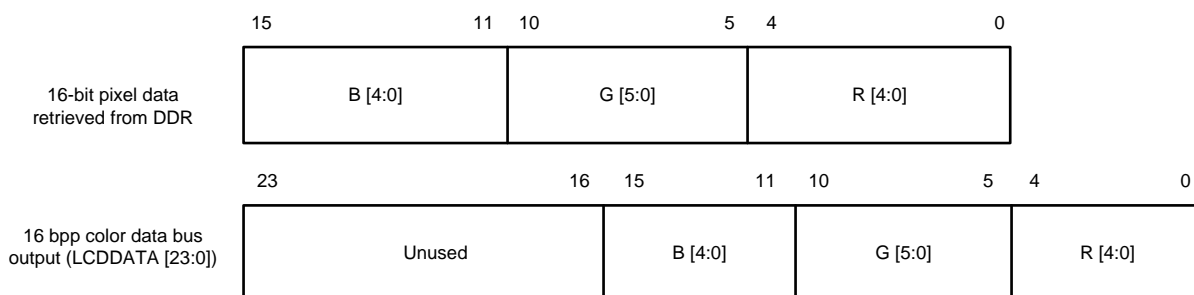 15 11 10 5 4 0
16-bit pixel data
retrieved from DDR
B [4:0] G [5:0] R [4:0]
23 16 15 11 10 5 4 0
16 bpp color data bus
output (LCDDATA [23:0])
Unused B [4:0] G [5:0] R [4:0]